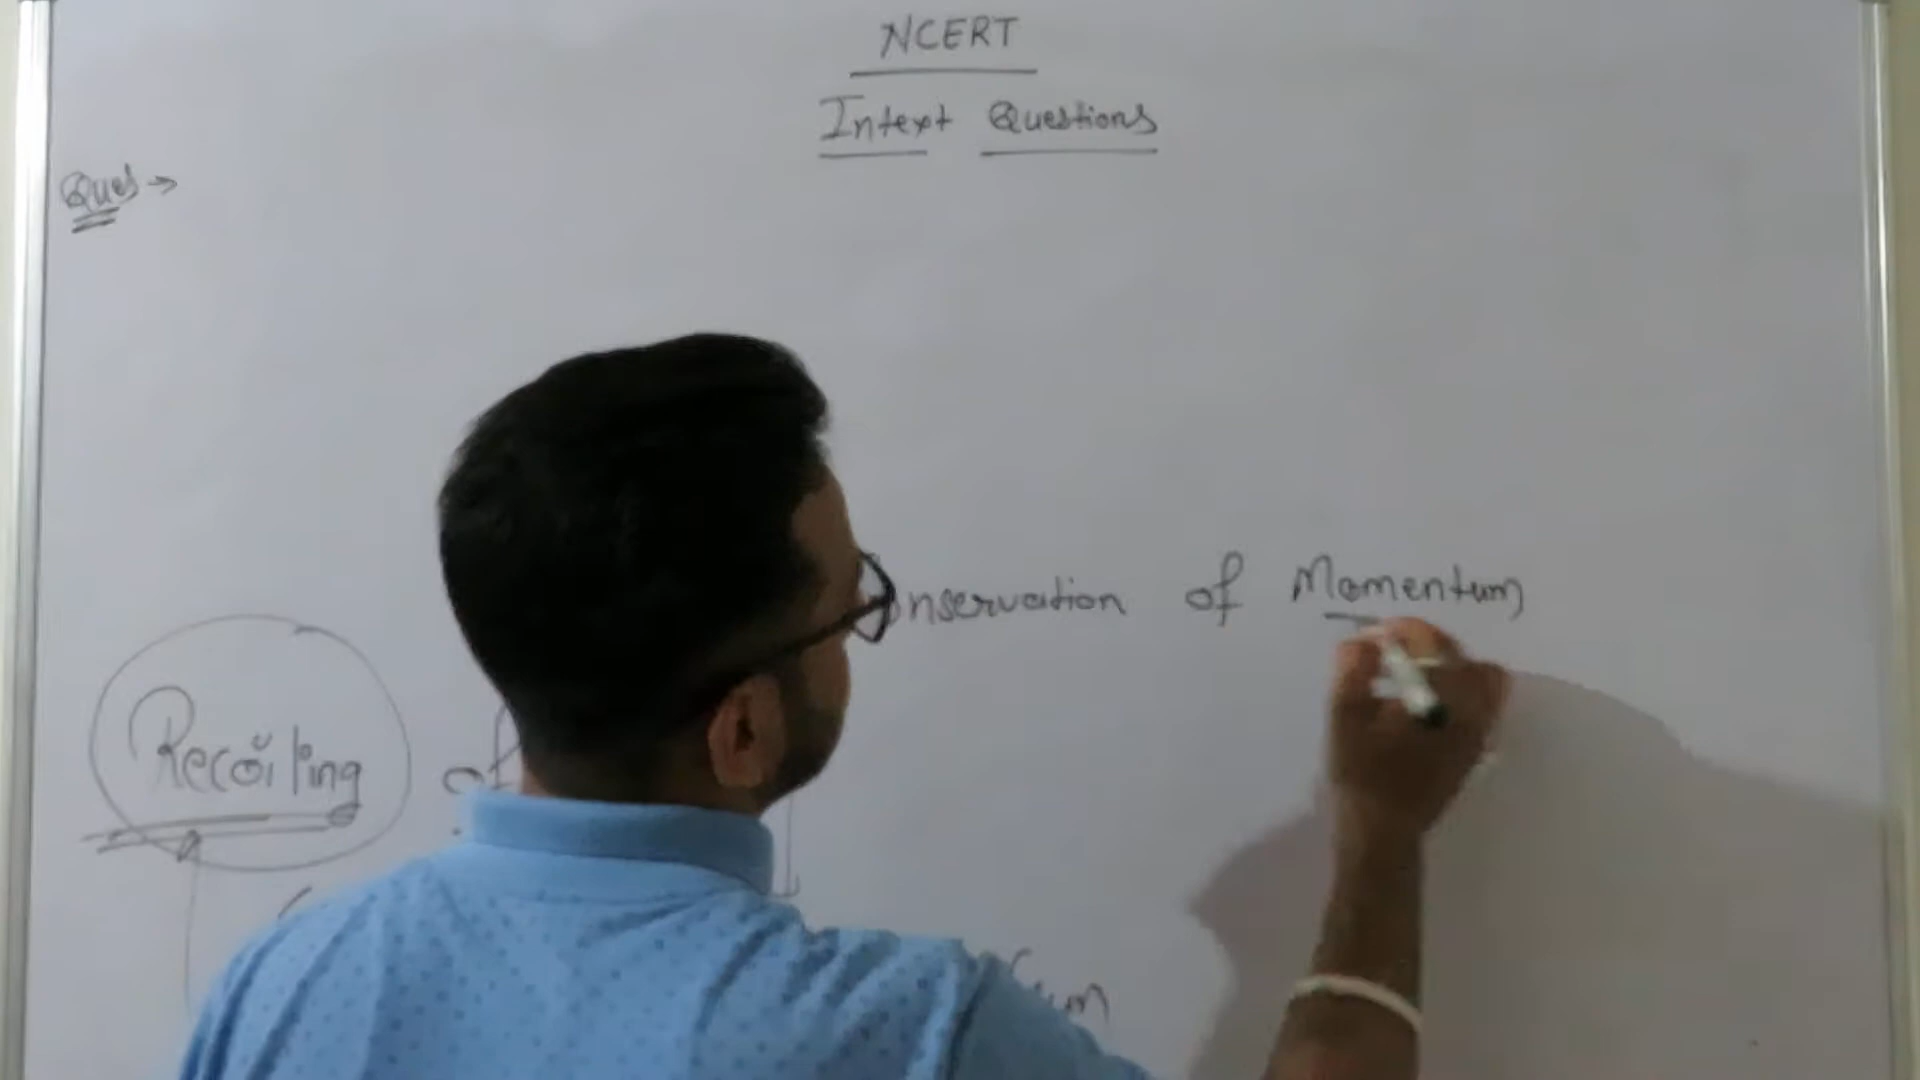 NCERT
Intext Questions
Ques →
onservation of Momentum
Recoiling of